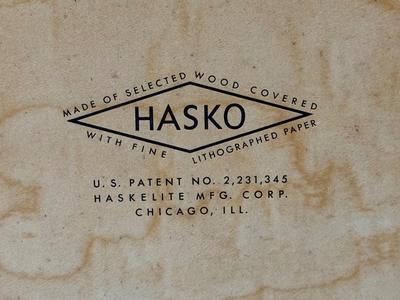 MADE OF SELECTED WOOD COVERED
HASKO
WITH FINE LITHOGRAPHED PAPER
U.S. PATENT NO. 2,231,345
HASKELITE MFG. CORP.
CHICAGO, ILL.